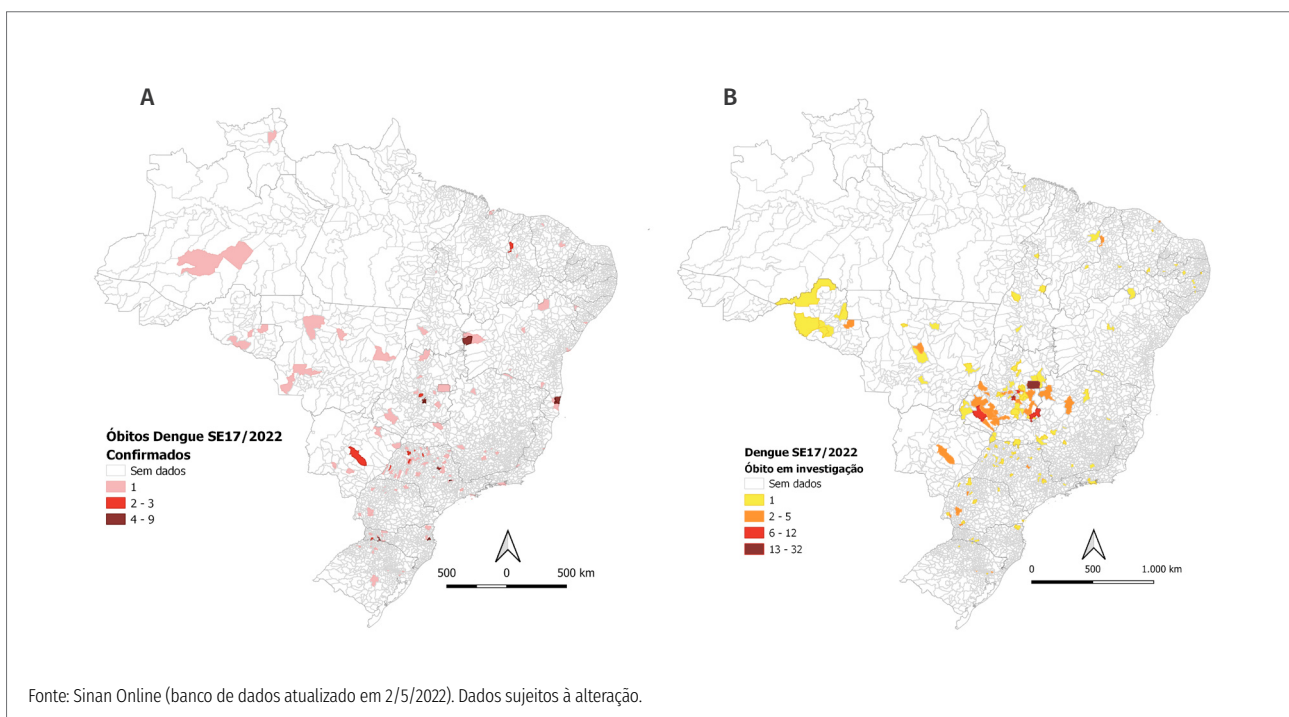 A
B
Óbitos Dengue SE17/2022
Confirmados
Sem dados
1
2 - 3
4 - 9
500 0 500 km
Dengue SE17/2022
Óbito em investigação
Sem dados
1
2 - 5
6 - 12
13 - 32
0 500 1.000 km
Fonte: Sinan Online (banco de dados atualizado em 2/5/2022). Dados sujeitos à alteração.